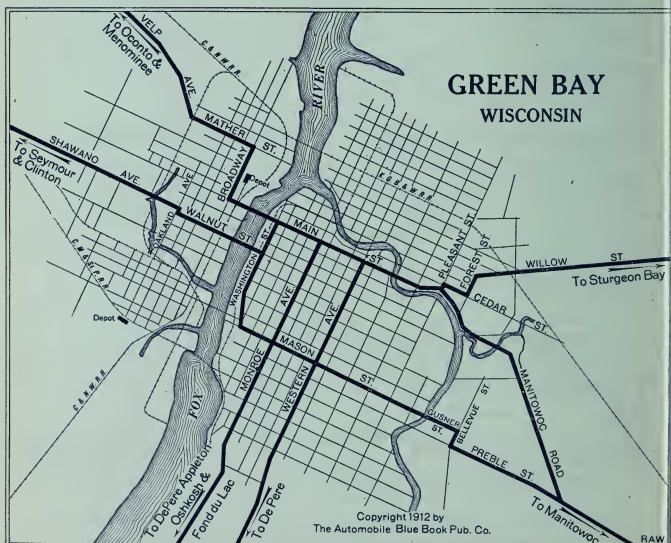 GREEN BAY
WISCONSIN
VELP
AVE.
To Oconto &
Menominee
C. & N.W.R.R.
RIVER
MATHER
ST.
BROADWAY
Depot
K.G.B.& W.R.R.
SHAWANO
AVE.
To Seymour
& Clinton
OAKLAND
AVE.
WALNUT
ST.
MAIN
ST.
WASHINGTON
ST.
PLEASANT ST.
FOREST ST.
WILLOW
ST.
To Sturgeon Bay
CEDAR
ST.
C.M.& S.P.R.R.
Depot
MONROE
AVE.
WESTERN
AVE.
MASON
ST.
MANITOWOC
ROAD
GUSNER
ST.
BELLEVUE ST
PREBLE
ST
C. & N.W.R.R.
FOX
To DePere Appleton
Oshkosh &
Fond du Lac
To De Pere
To Manitowoc
Copyright 1912 by
The Automobile Blue Book Pub. Co.
RAW